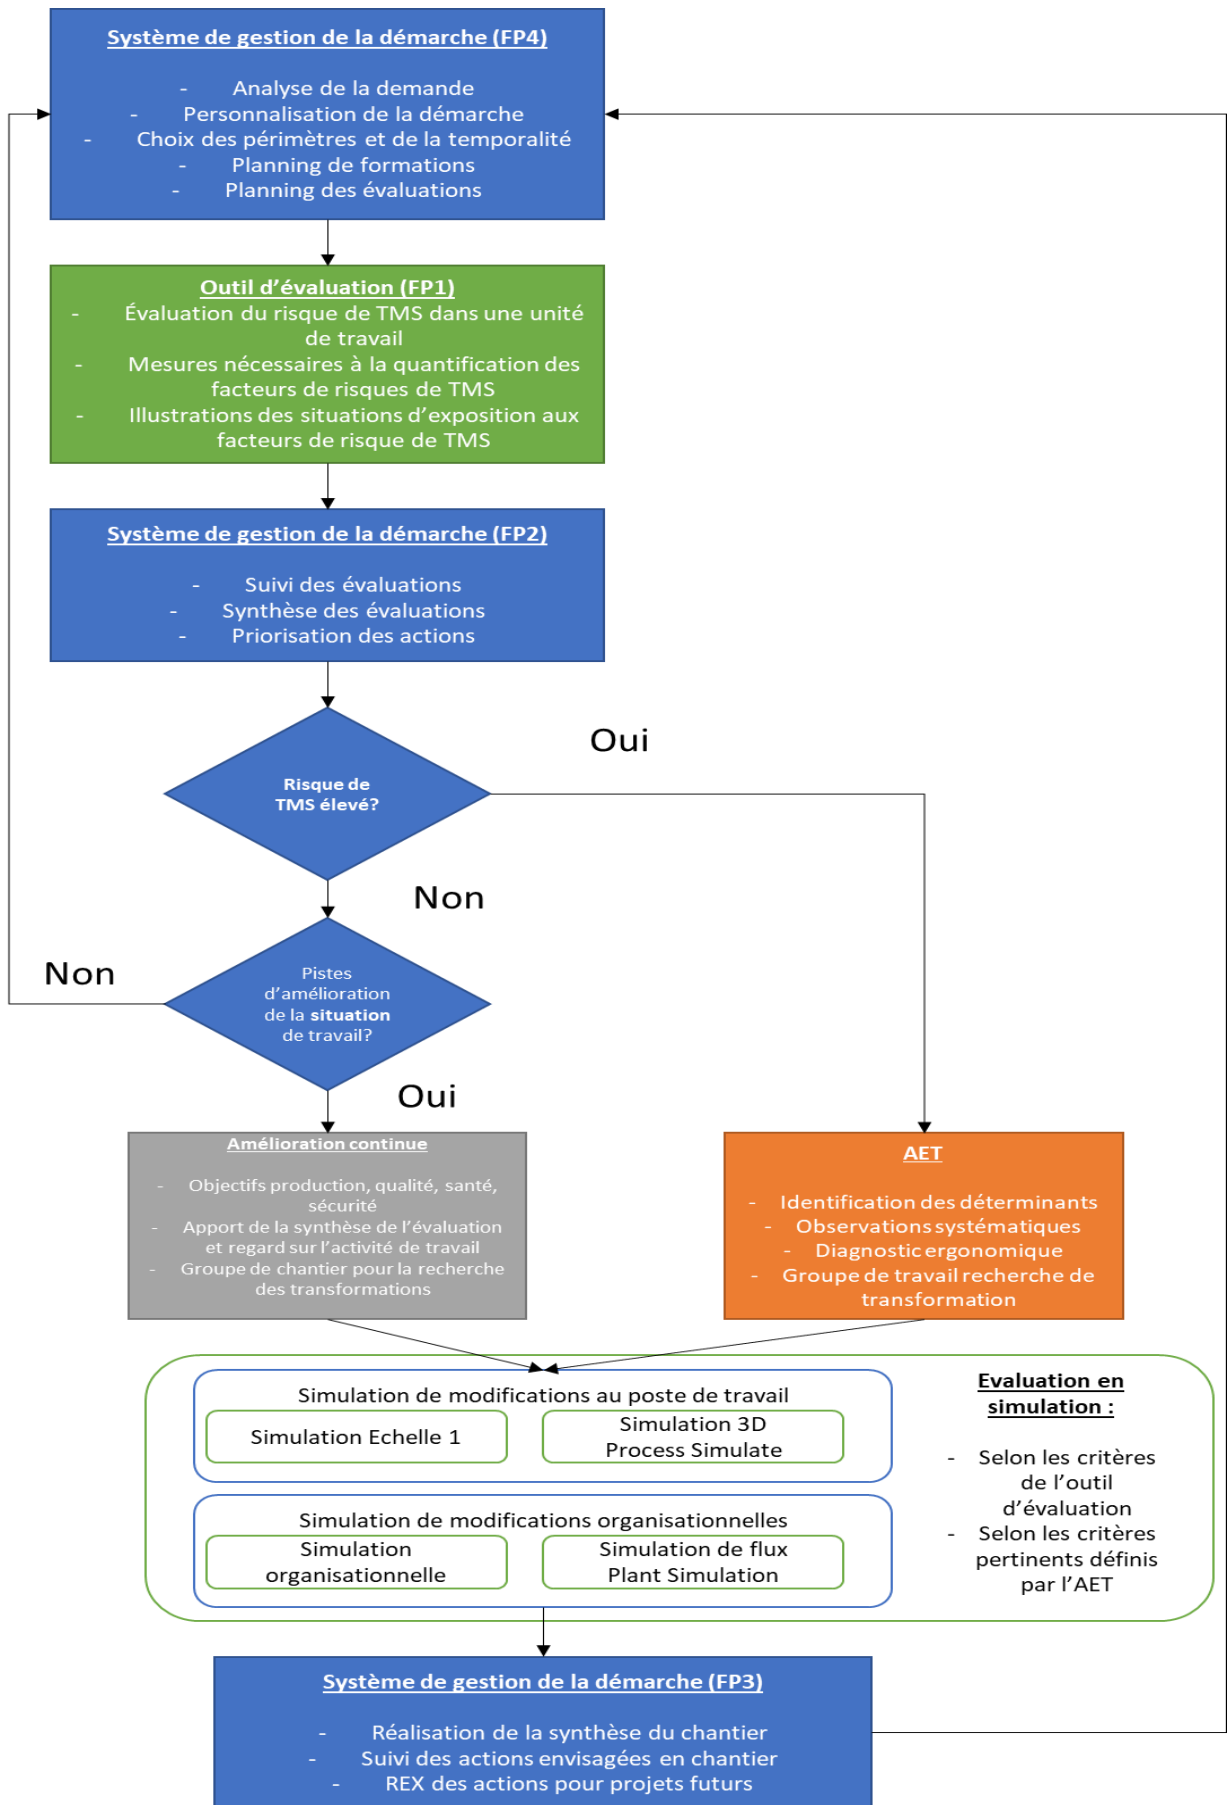 Système de gestion de la démarche (FP4)
- Analyse de la demande
- Personnalisation de la démarche
- Choix des périmètres et de la temporalité
- Planning de formations
- Planning des évaluations
Outil d'évaluation (FP1)
- Évaluation du risque de TMS dans une unité
de travail
- Mesures nécessaires à la quantification des
facteurs de risques de TMS
- Illustrations des situations d'exposition aux
facteurs de risque de TMS
Système de gestion de la démarche (FP2)
- Suivi des évaluations
- Synthèse des évaluations
- Priorisation des actions
Oui
Risque de
TMS élevé?
Non
Non
Pistes
d'amélioration
de la situation
de travail?
Oui
Amélioration continue
- Objectifs production, qualité, santé,
sécurité
- Apport de la synthèse de l'évaluation
et regard sur l'activité de travail
- Groupe de chantier pour la recherche
des transformations
AET
- Identification des déterminants
- Observations systématiques
- Diagnostic ergonomique
- Groupe de travail recherche de
transformation
Simulation de modifications au poste de travail
Simulation Echelle 1
Simulation 3D
Process Simulate
Simulation de modifications organisationnelles
Simulation
organisationnelle
Simulation de flux
Plant Simulation
Evaluation en
simulation :
- Selon les critères
de l'outil
d'évaluation
- Selon les critères
pertinents définis
par l'AET
Système de gestion de la démarche (FP3)
- Réalisation de la synthèse du chantier
- Suivi des actions envisagées en chantier
- REX des actions pour projets futurs